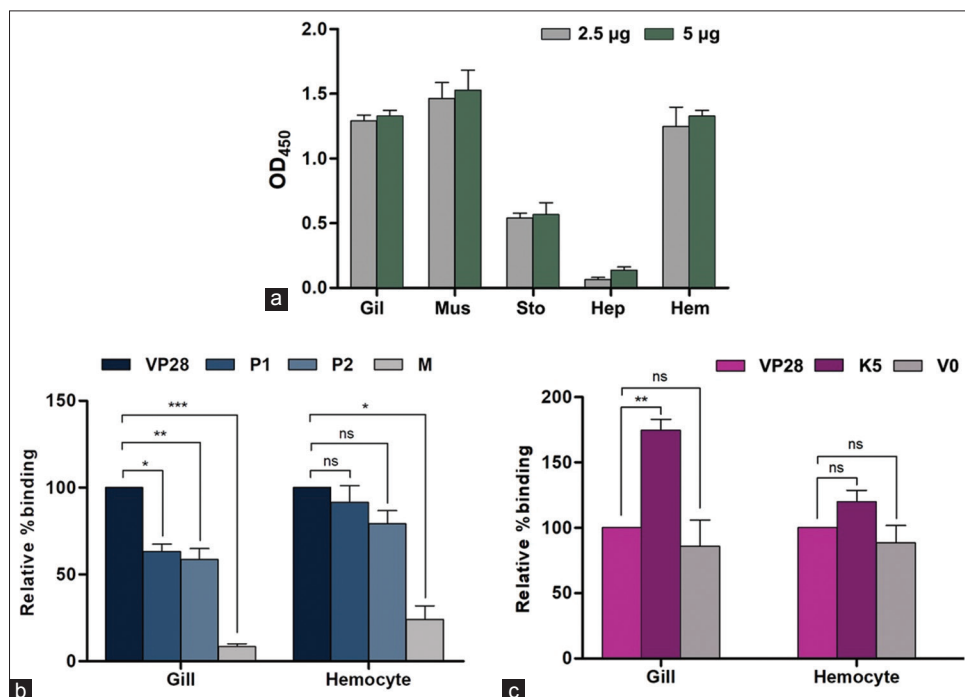 2.5 µg 5 µg
2.0
1.5
1.0
0.5
0.0
OD450
Gil Mus Sto Hep Hem
a
VP28 P1 P2 M
150
100
50
0
Relative % binding
***
**
*
*
ns
ns
Gill Hemocyte
b
VP28 K5 V0
200
150
100
50
0
Relative % binding
ns
**
ns
ns
Gill Hemocyte
c